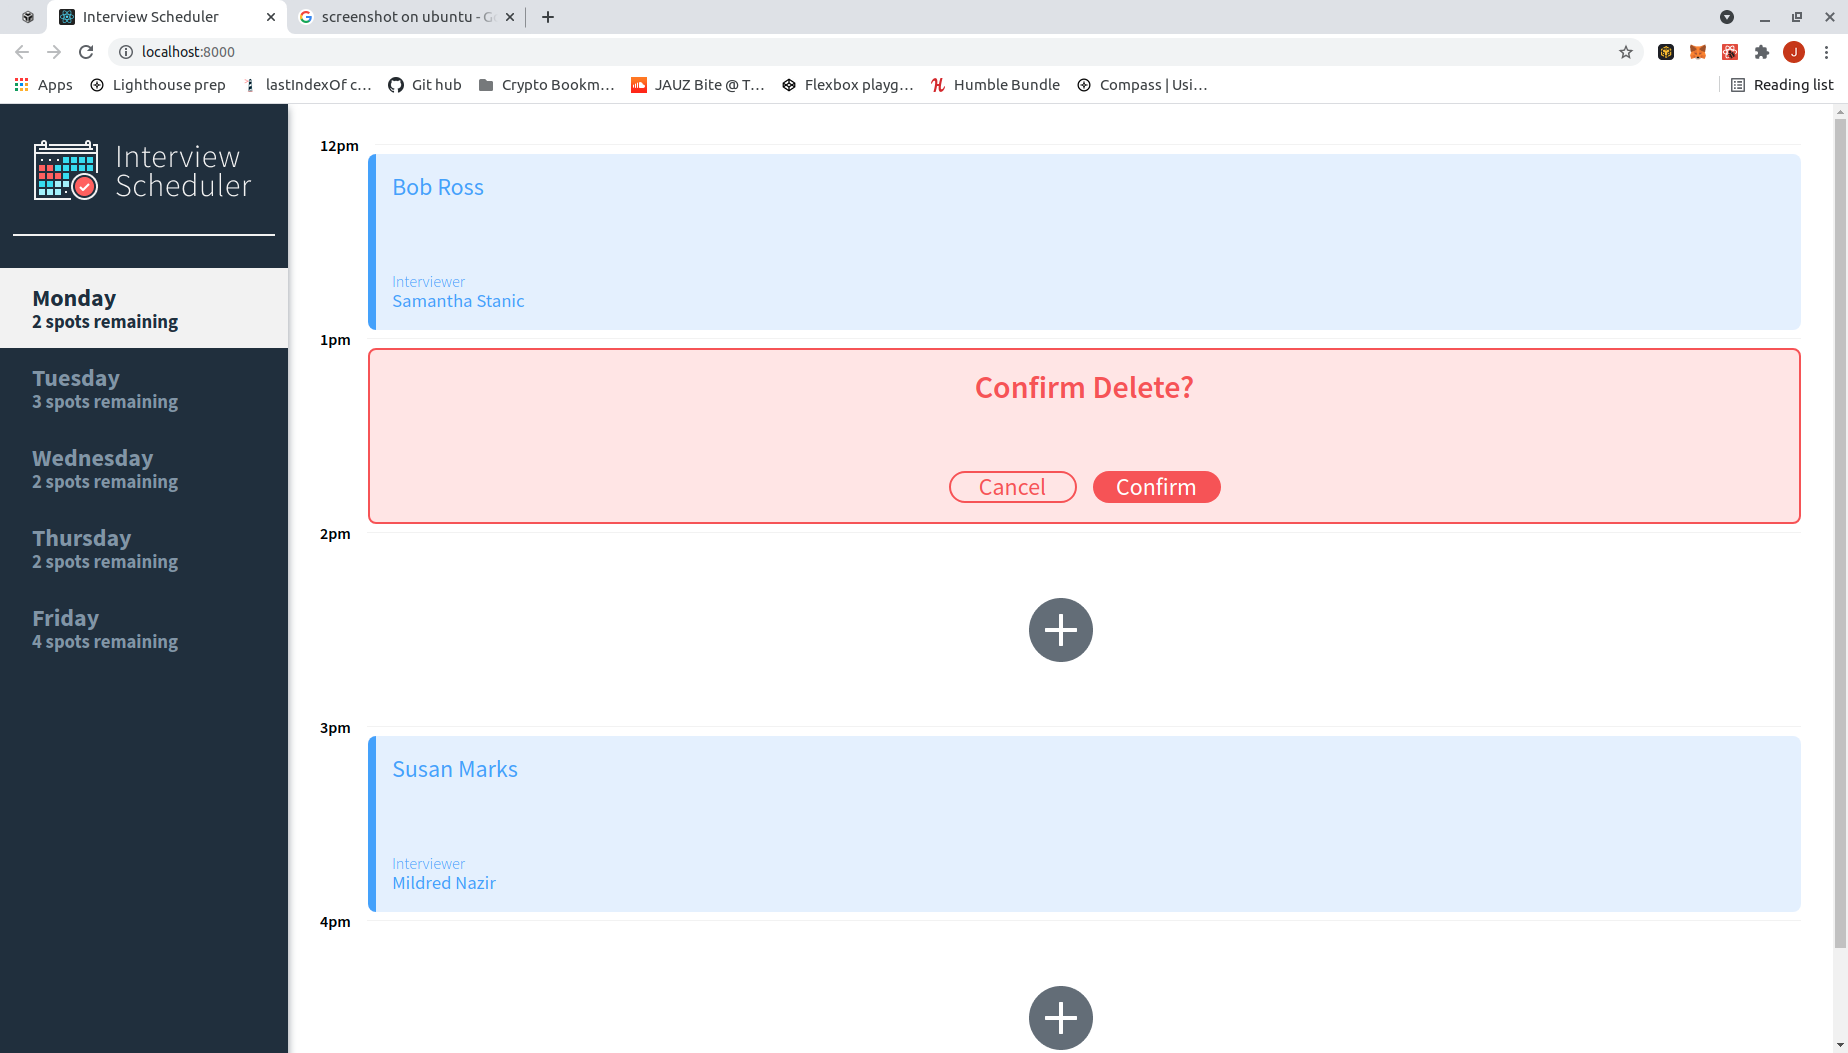 Interview Scheduler
screenshot on ubuntu - G
localhost:8000
J
Apps
Lighthouse prep
lastIndexOf c...
Git hub
Crypto Bookm...
JAUZ Bite @ T...
Flexbox playg...
Humble Bundle
Compass | Usi...
Reading list
Interview
Scheduler
Monday
2 spots remaining
Tuesday
3 spots remaining
Wednesday
2 spots remaining
Thursday
2 spots remaining
Friday
4 spots remaining
12pm
Bob Ross
Interviewer
Samantha Stanic
1pm
Confirm Delete?
Cancel
Confirm
2pm
3pm
Susan Marks
Interviewer
Mildred Nazir
4pm